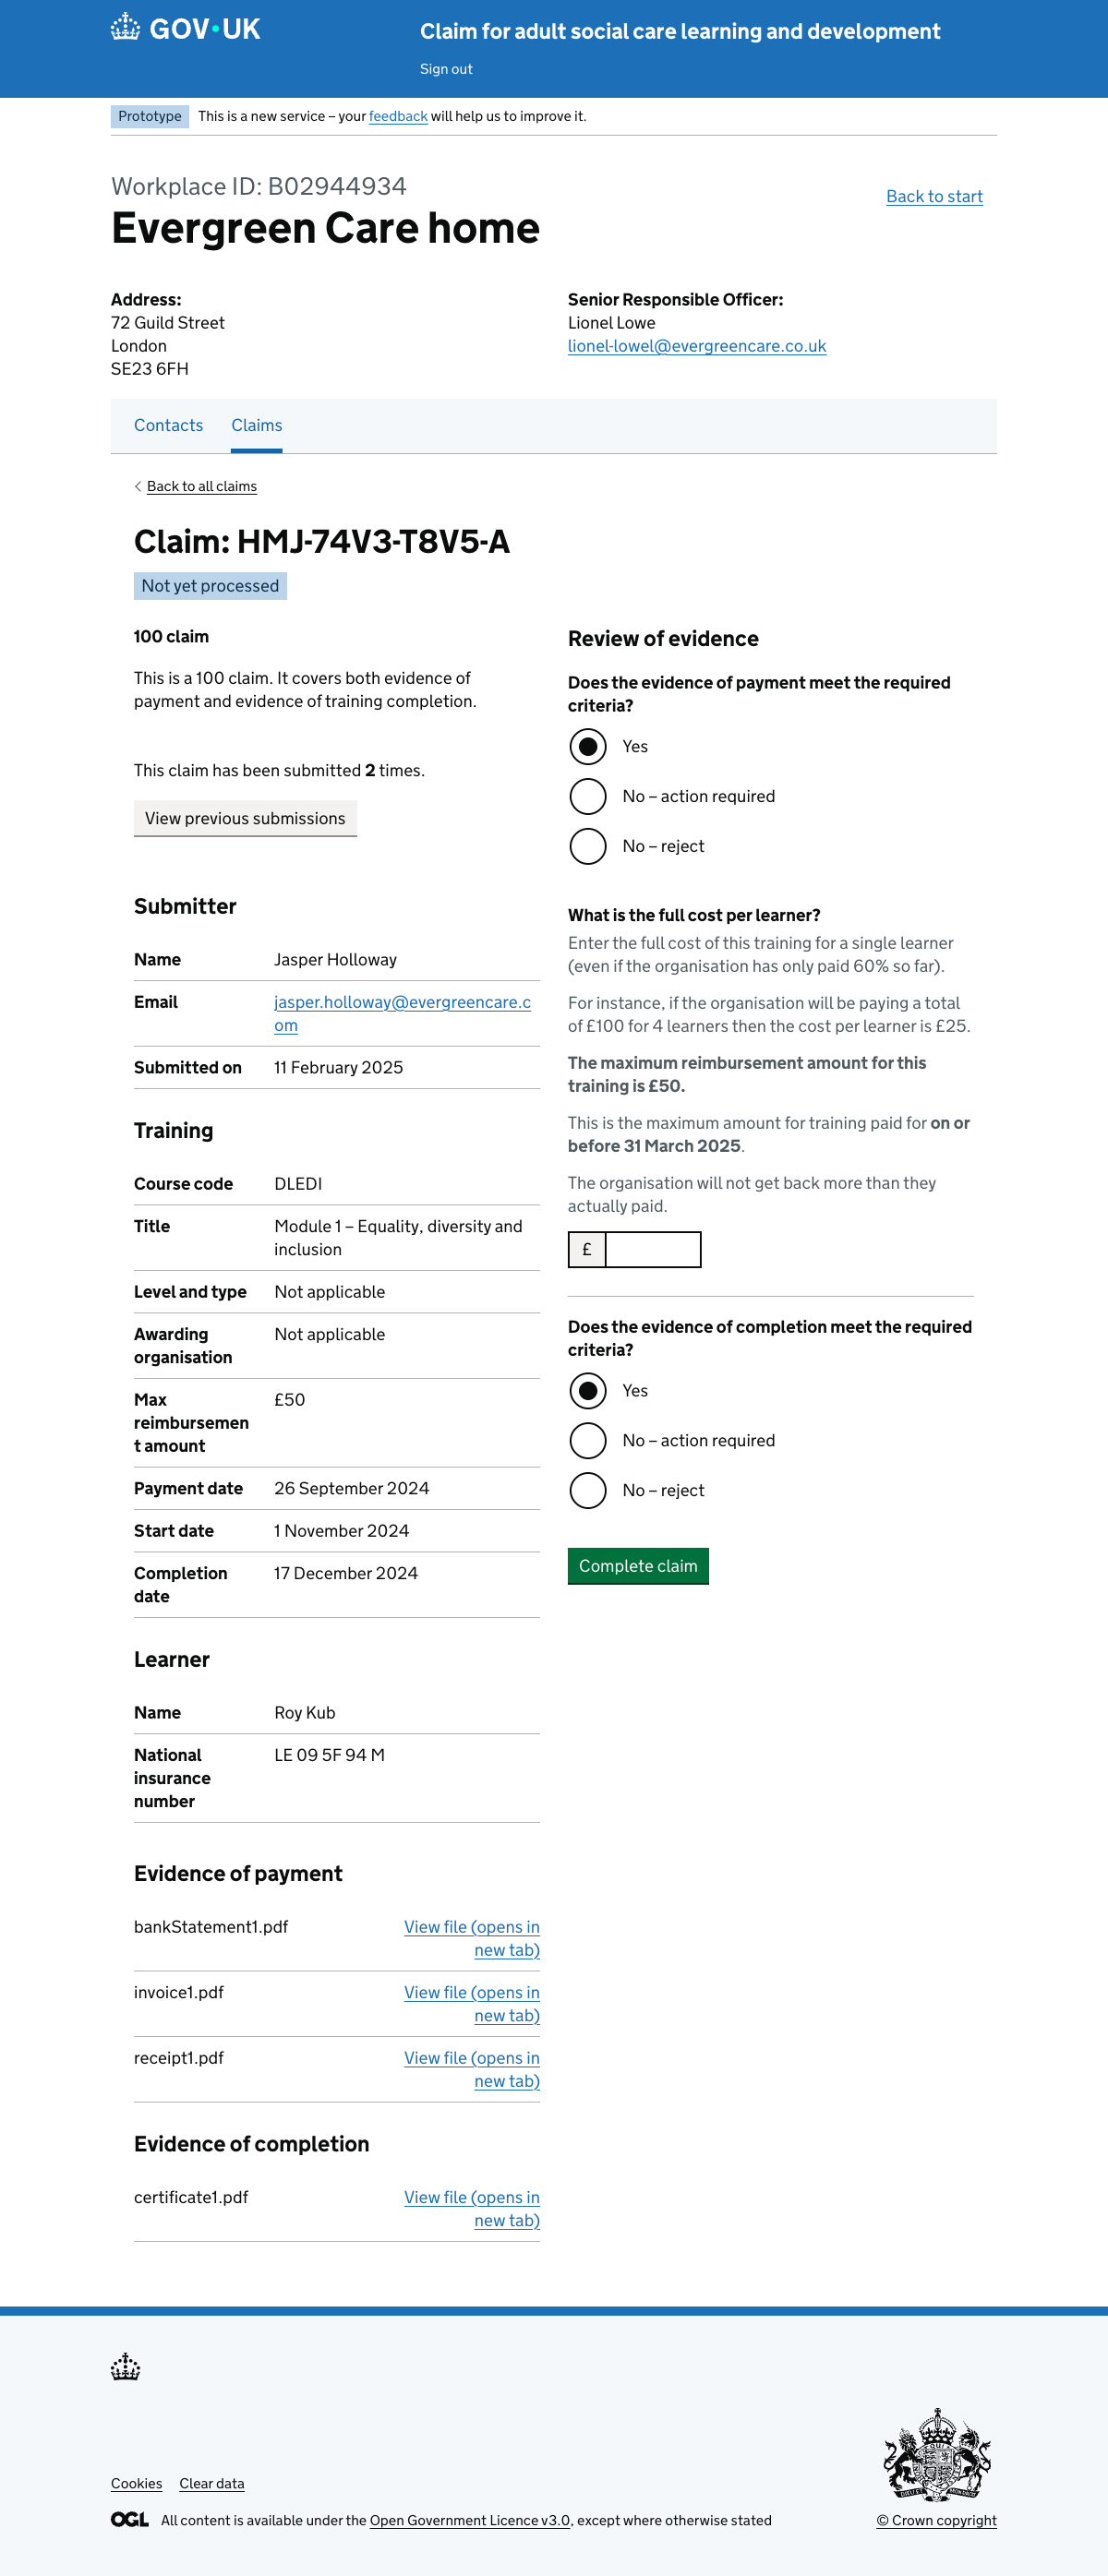 GOV·UK
Claim for adult social care learning and development
Sign out
Prototype
This is a new service – your feedback will help us to improve it.
Workplace ID: B02944934
Evergreen Care home
Back to start
Address:
72 Guild Street
London
SE23 6FH
Senior Responsible Officer:
Lionel Lowe
lionel-lowel@evergreencare.co.uk
Contacts
Claims
Back to all claims
Claim: HMJ-74V3-T8V5-A
Not yet processed
100 claim
This is a 100 claim. It covers both evidence of
payment and evidence of training completion.
This claim has been submitted 2 times.
View previous submissions
Submitter
Name
Jasper Holloway
Email
jasper.holloway@evergreencare.c
om
Submitted on
11 February 2025
Training
Course code
DLEDI
Title
Module 1 – Equality, diversity and
inclusion
Level and type
Not applicable
Awarding
organisation
Not applicable
Max
reimbursemen
t amount
£50
Payment date
26 September 2024
Start date
1 November 2024
Completion
date
17 December 2024
Learner
Name
Roy Kub
National
insurance
number
LE 09 5F 94 M
Evidence of payment
bankStatement1.pdf
View file (opens in
new tab)
invoice1.pdf
View file (opens in
new tab)
receipt1.pdf
View file (opens in
new tab)
Evidence of completion
certificate1.pdf
View file (opens in
new tab)
Review of evidence
Does the evidence of payment meet the required
criteria?
Yes
No – action required
No – reject
What is the full cost per learner?
Enter the full cost of this training for a single learner
(even if the organisation has only paid 60% so far).
For instance, if the organisation will be paying a total
of £100 for 4 learners then the cost per learner is £25.
The maximum reimbursement amount for this
training is £50.
This is the maximum amount for training paid for on or
before 31 March 2025.
The organisation will not get back more than they
actually paid.
£
Does the evidence of completion meet the required
criteria?
Yes
No – action required
No – reject
Complete claim
Cookies
Clear data
OGL
All content is available under the Open Government Licence v3.0, except where otherwise stated
© Crown copyright